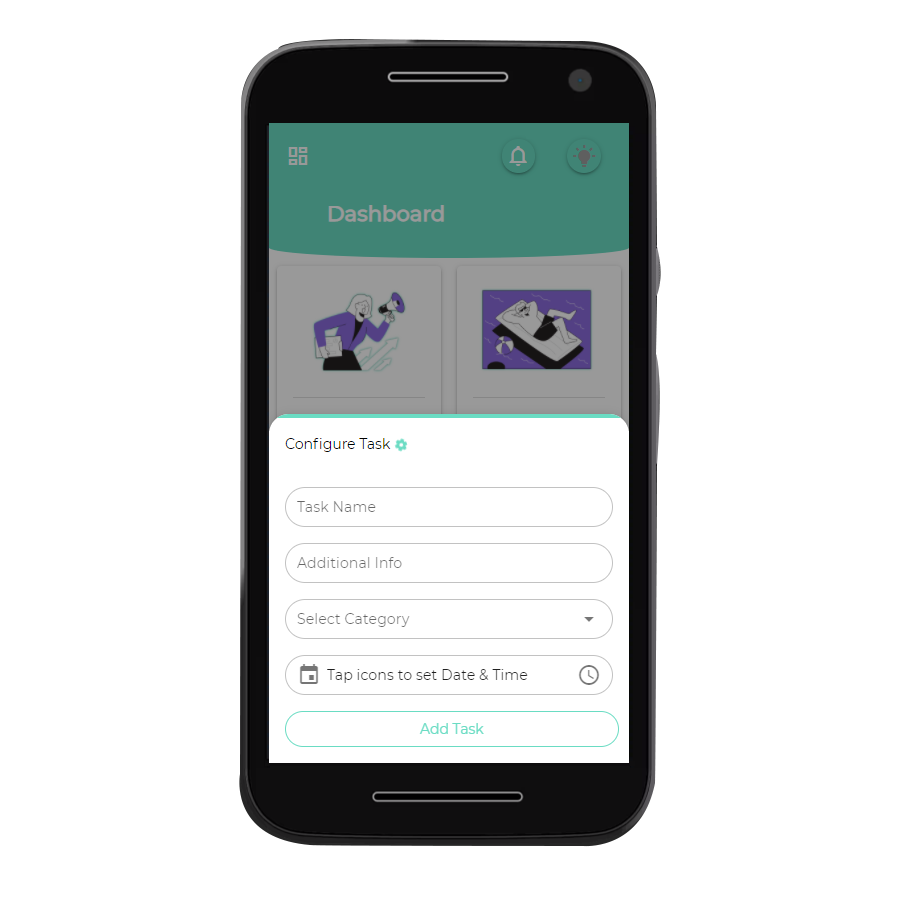 Dashboard
Configure Task
Task Name
Additional Info
Select Category
Tap icons to set Date & Time
Add Task